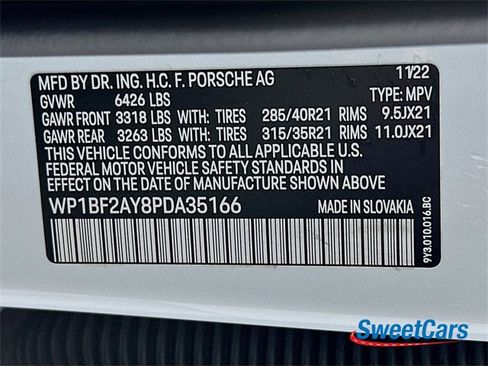 MFD BY DR. ING. H.C. F. PORSCHE AG 11/22
GVWR 6426 LBS TYPE: MPV
GAWR FRONT 3318 LBS WITH: TIRES 285/40R21 RIMS 9.5JX21
GAWR REAR 3263 LBS WITH: TIRES 315/35R21 RIMS 11.0JX21
THIS VEHICLE CONFORMS TO ALL APPLICABLE U.S.
FEDERAL MOTOR VEHICLE SAFETY STANDARDS IN
EFFECT ON THE DATE OF MANUFACTURE SHOWN ABOVE
WP1BF2AY8PDA35166 MADE IN SLOVAKIA
9Y3.010.016.BC
SweetCars